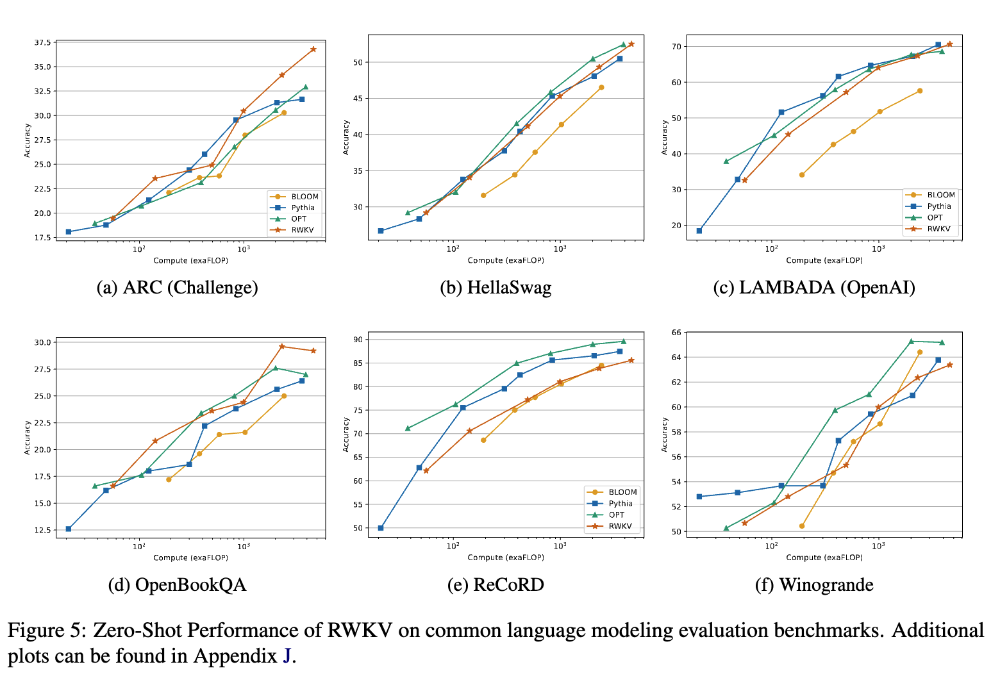 37.5
35.0
32.5
30.0
27.5
25.0
22.5
20.0
17.5
Accuracy
10²
10³
Compute (exaFLOP)
BLOOM
Pythia
OPT
RWKV
(a) ARC (Challenge)
50
45
40
35
30
Accuracy
10²
10³
Compute (exaFLOP)
(b) HellaSwag
70
60
50
40
30
20
Accuracy
10²
10³
Compute (exaFLOP)
BLOOM
Pythia
OPT
RWKV
(c) LAMBADA (OpenAI)
30.0
27.5
25.0
22.5
20.0
17.5
15.0
12.5
Accuracy
10²
10³
Compute (exaFLOP)
(d) OpenBookQA
90
85
80
75
70
65
60
55
50
Accuracy
10²
10³
Compute (exaFLOP)
BLOOM
Pythia
OPT
RWKV
(e) ReCoRD
66
64
62
60
58
56
54
52
50
Accuracy
10²
10³
Compute (exaFLOP)
(f) Winogrande
Figure 5: Zero-Shot Performance of RWKV on common language modeling evaluation benchmarks. Additional
plots can be found in Appendix J.